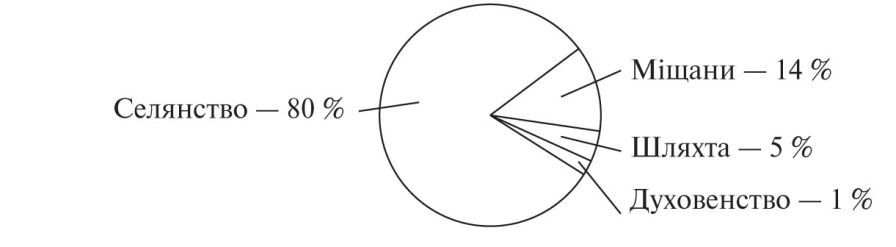 Міщани — 14 %
Селянство — 80 %
Шляхта — 5 %
Духовенство — 1 %